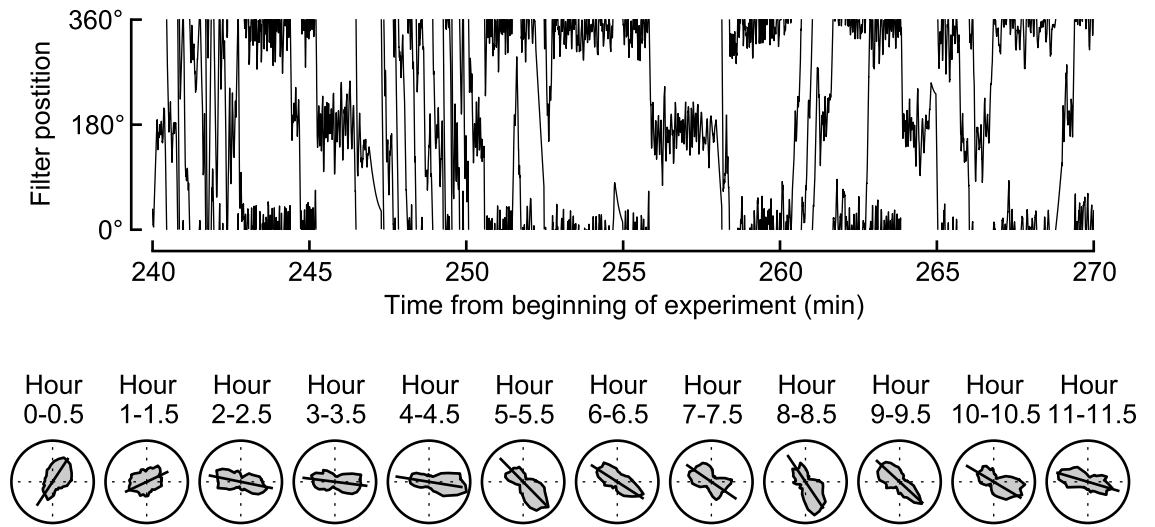 360°
Filter postition
180°
0°
240 245 250 255 260 265 270
Time from beginning of experiment (min)
Hour Hour Hour Hour Hour Hour Hour Hour Hour Hour Hour Hour
0-0.5 1-1.5 2-2.5 3-3.5 4-4.5 5-5.5 6-6.5 7-7.5 8-8.5 9-9.5 10-10.5 11-11.5